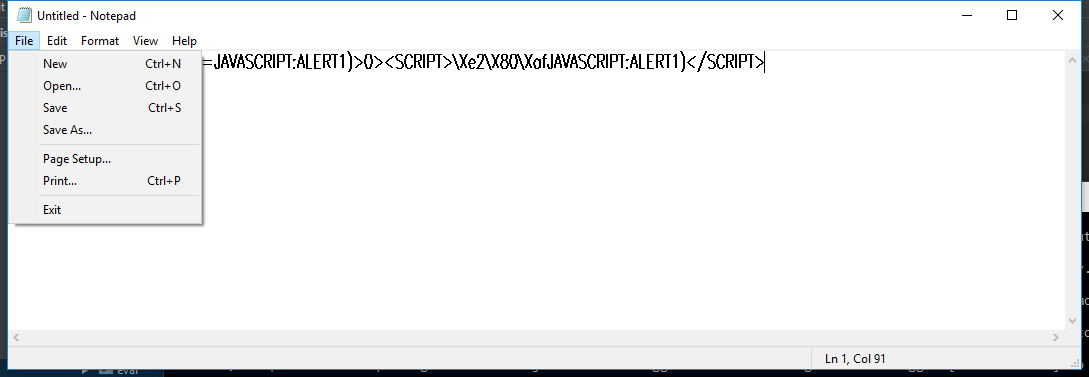 Untitled - Notepad
File Edit Format View Help
=JAVASCRIPT:ALERT1)>0><SCRIPT>\Xe2\X80\XafJAVASCRIPT:ALERT1)</SCRIPT>
New Ctrl+N
Open... Ctrl+O
Save Ctrl+S
Save As...
Page Setup...
Print... Ctrl+P
Exit
Ln 1, Col 91
eval